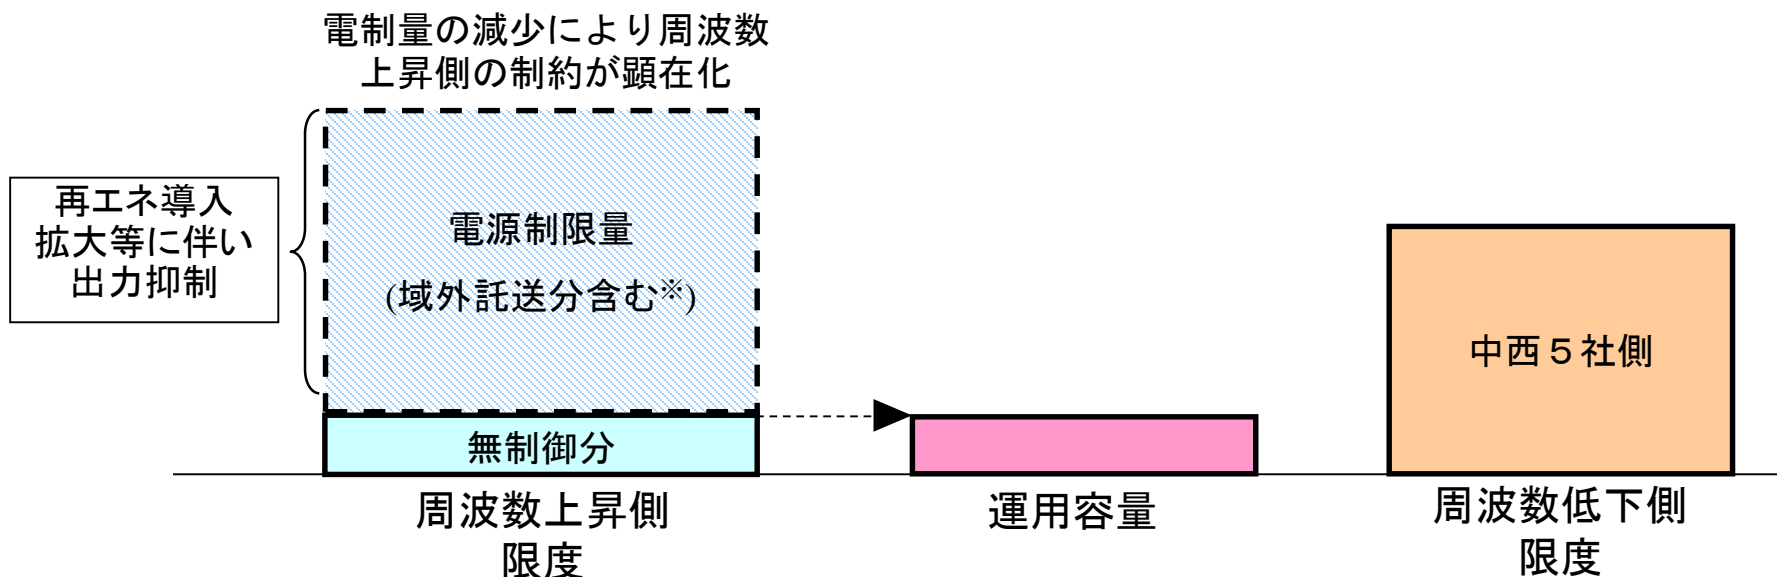 電制量の減少により周波数
上昇側の制約が顕在化
再エネ導入
拡大等に伴い
出力抑制
電源制限量
(域外託送分含む※)
無制御分
中西５社側
周波数上昇側
限度
運用容量
周波数低下側
限度